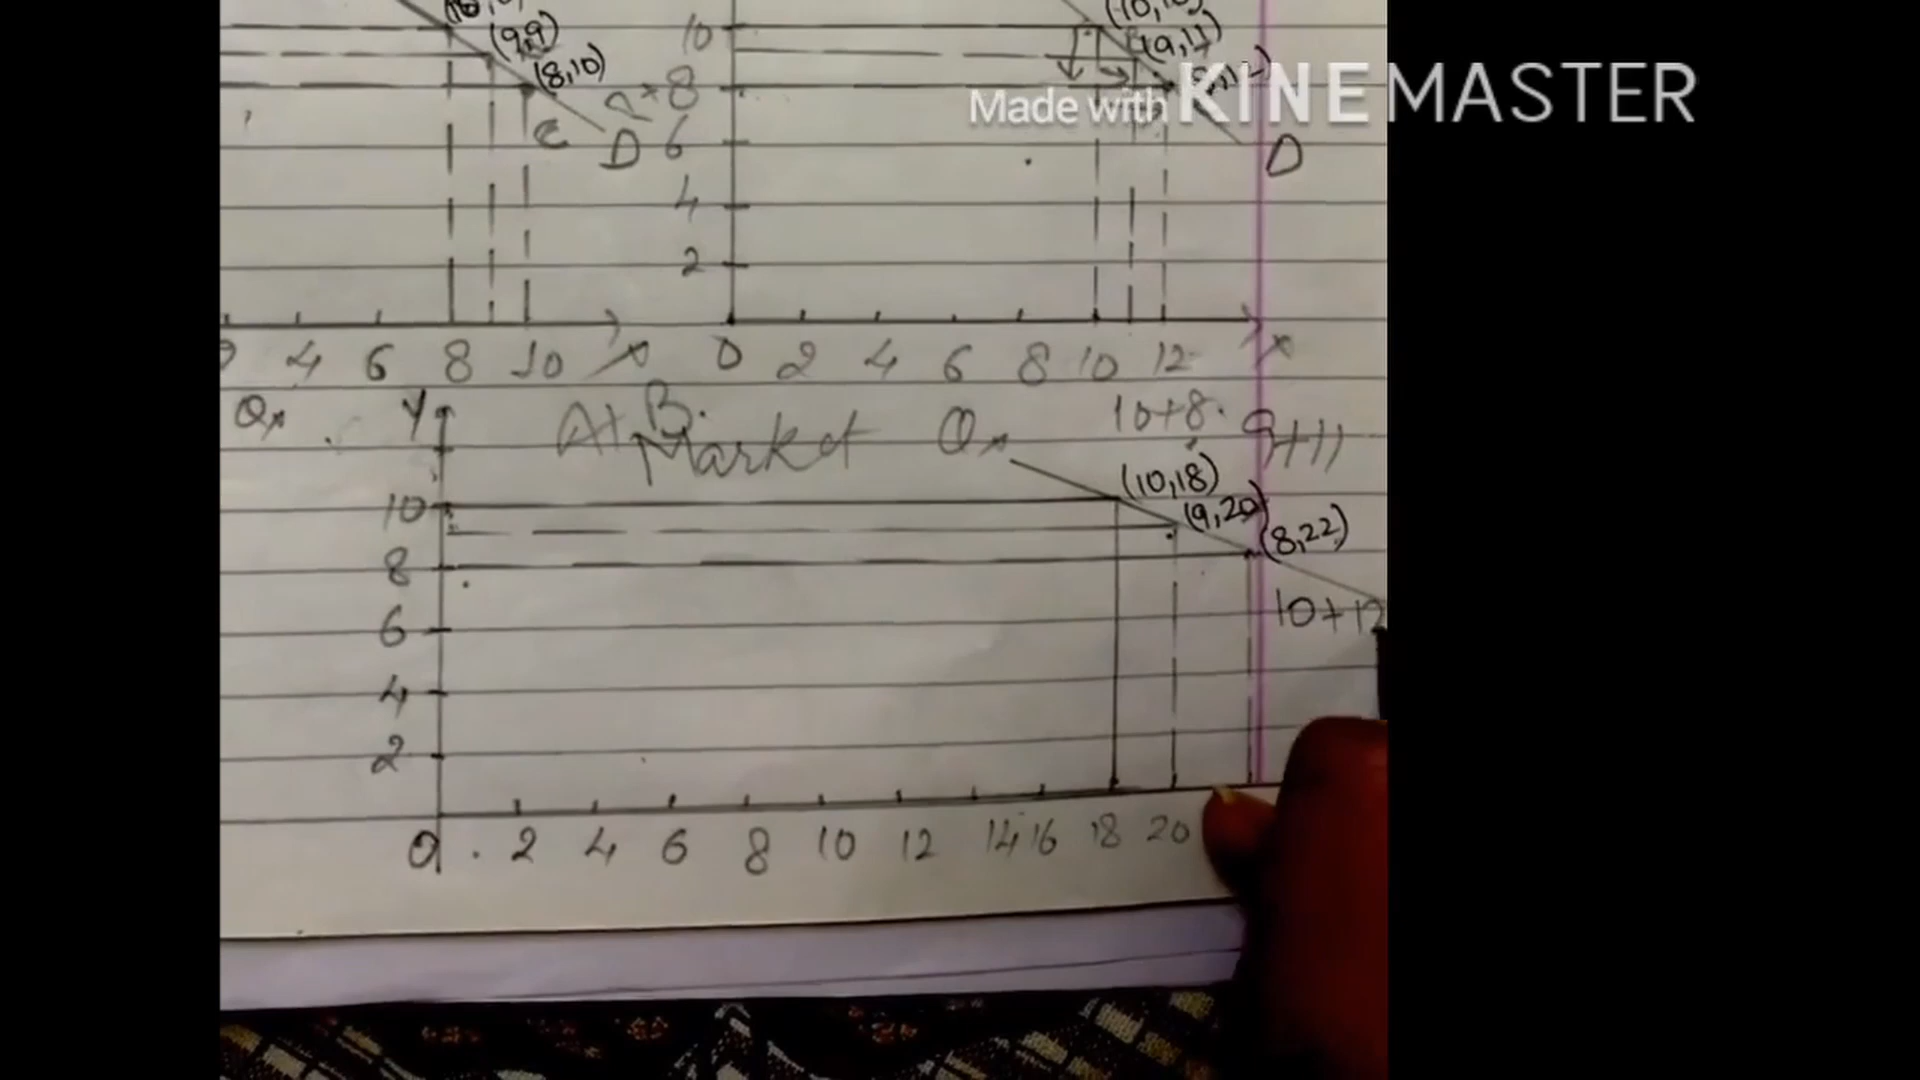 (9,9)
(8,10)
D
10
8
6
4
2
(9,11)
D
Made with KINEMASTER
4 6 8 10 X
0 2 4 6 8 10 12 X
Qx
Y
A+B.
Market
Qx
10+8.
9+11
(10,18)
(9,20)
(8,22)
10+12
10
8
6
4
2
0 2 4 6 8 10 12 14 16 18 20